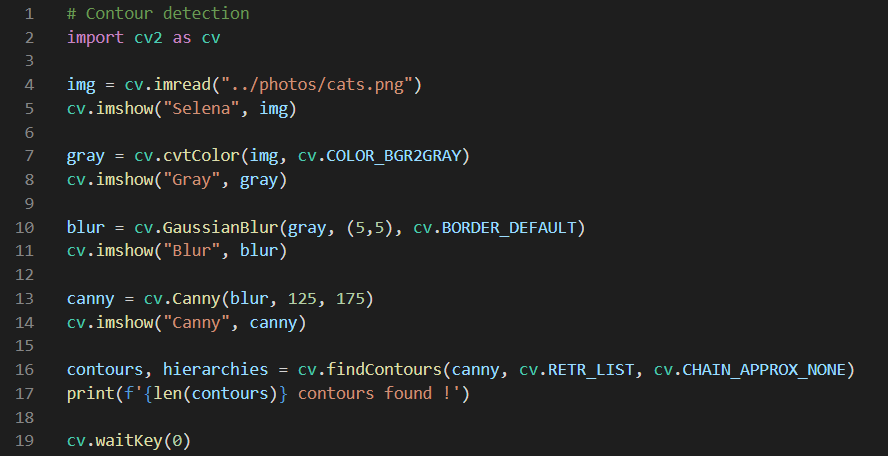 1 # Contour detection
2 import cv2 as cv
3
4 img = cv.imread("../photos/cats.png")
5 cv.imshow("Selena", img)
6
7 gray = cv.cvtColor(img, cv.COLOR_BGR2GRAY)
8 cv.imshow("Gray", gray)
9
10 blur = cv.GaussianBlur(gray, (5,5), cv.BORDER_DEFAULT)
11 cv.imshow("Blur", blur)
12
13 canny = cv.Canny(blur, 125, 175)
14 cv.imshow("Canny", canny)
15
16 contours, hierarchies = cv.findContours(canny, cv.RETR_LIST, cv.CHAIN_APPROX_NONE)
17 print(f'{len(contours)} contours found !')
18
19 cv.waitKey(0)